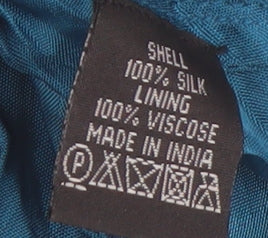 SHELL
100% SILK
LINING
100% VISCOSE
MADE IN INDIA
P